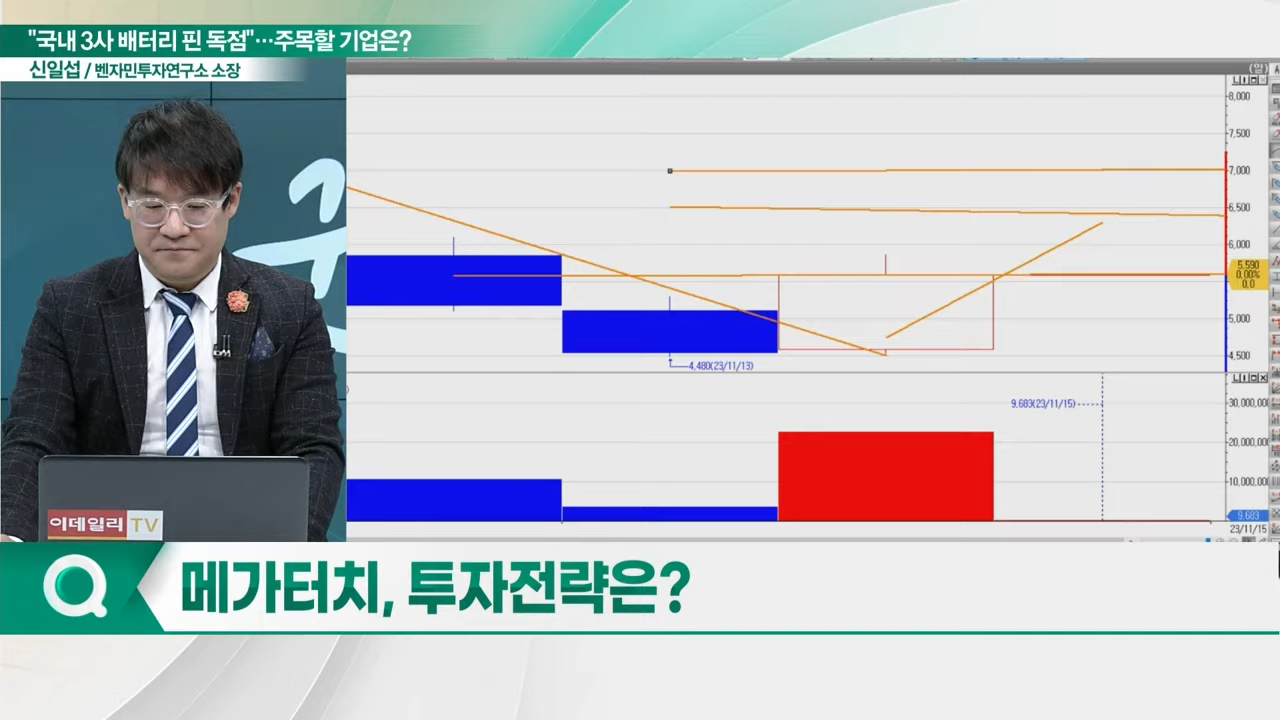 "국내 3사 배터리 핀 독점"…주목할 기업은?
신일섭 / 벤자민투자연구소 소장
(일)
8,000
7,500
7,000
6,500
6,000
5,590
0.00%
0.0
5,000
4,500
4,480(23/11/13)
9,683(23/11/15)
30,000,000
20,000,000
10,000,000
9,683
23/11/15
이데일리 TV
Q
메가터치, 투자전략은?